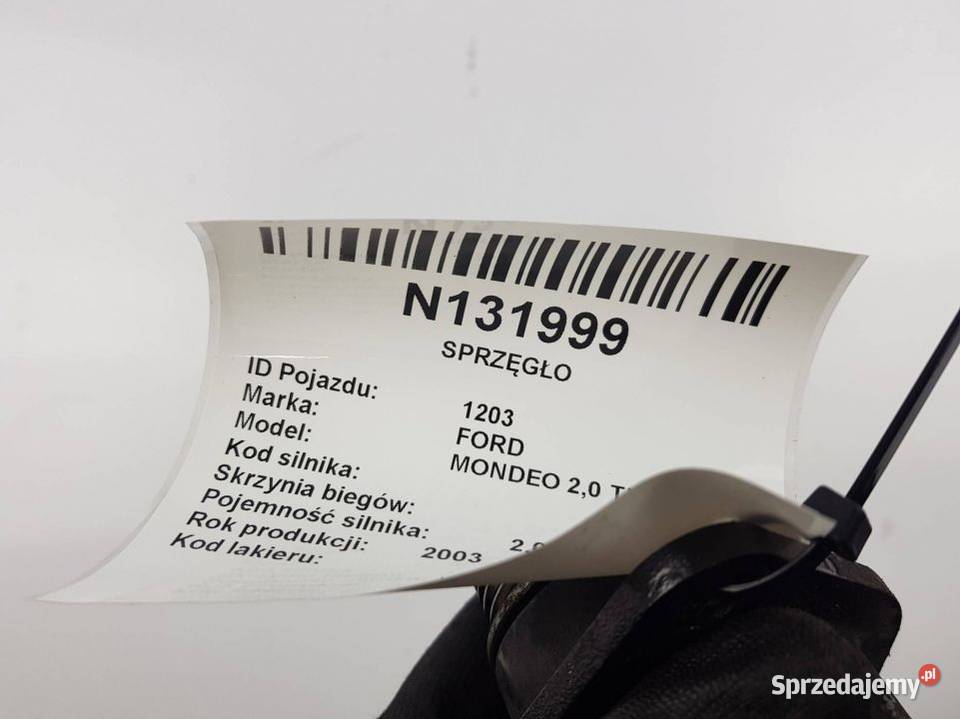 N131999
SPRZĘGŁO
ID Pojazdu: 1203
Marka: FORD
Model: MONDEO 2,0
Kod silnika:
Skrzynia biegów:
Pojemność silnika:
Rok produkcji: 2003
Kod lakieru:
Sprzedajemy.pl